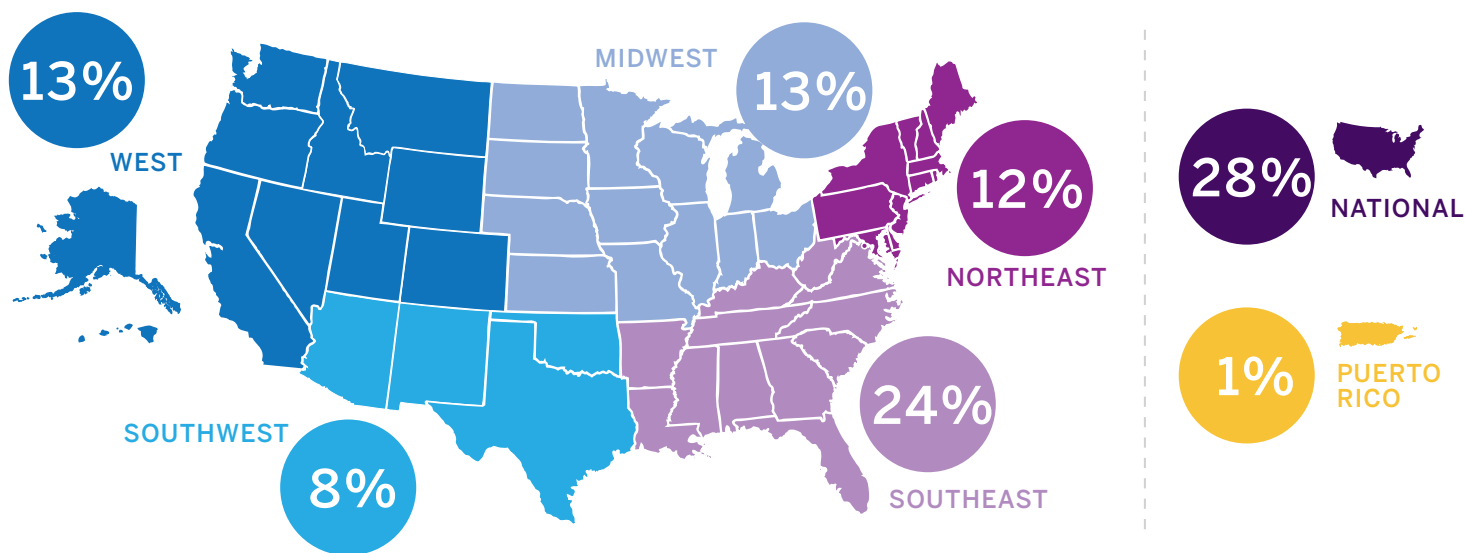 13%
WEST
MIDWEST
13%
12%
NORTHEAST
SOUTHWEST
8%
24%
SOUTHEAST
28%
NATIONAL
1%
PUERTO
RICO